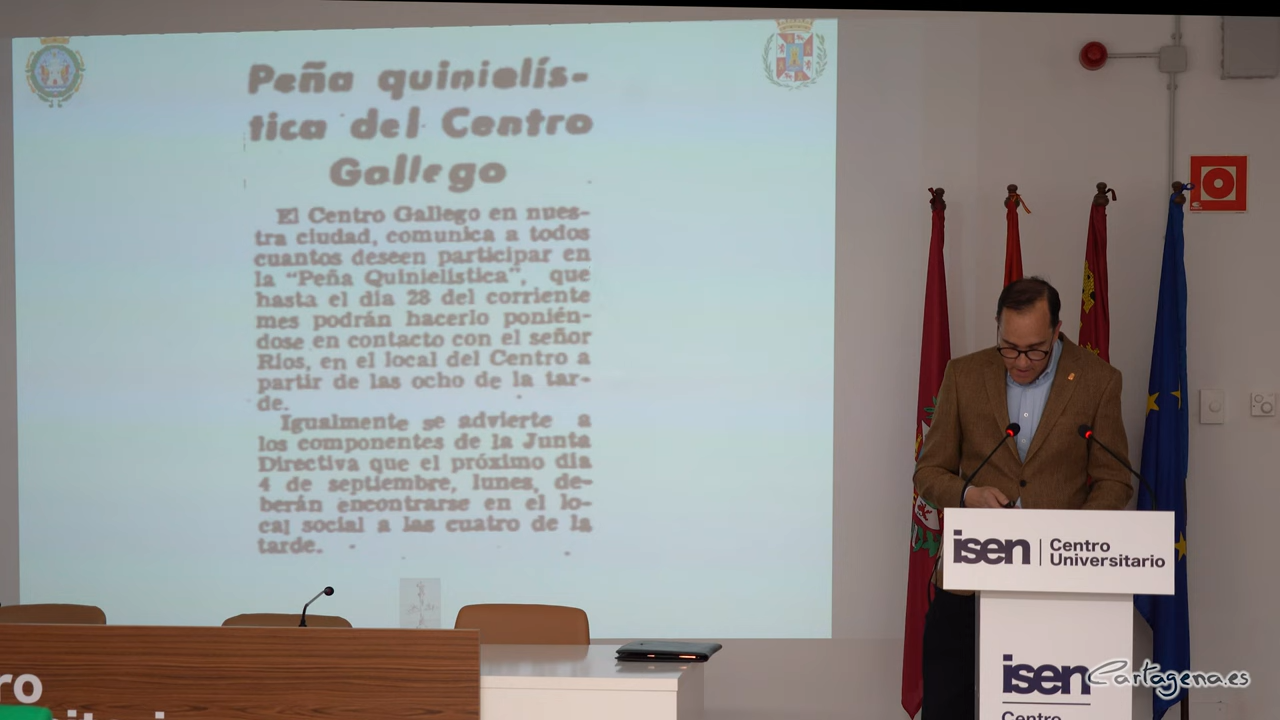 Peña quinielís-
tica del Centro
Gallego
El Centro Gallego en nues-
tra ciudad, comunica a todos
cuantos deseen participar en
la "Peña Quinielistica", que
hasta el dia 28 del corriente
mes podrán hacerlo ponién-
dose en contacto con el señor
Rios, en el local del Centro a
partir de las ocho de la tar-
de.
Igualmente se advierte a
los componentes de la Junta
Directiva que el próximo dia
4 de septiembre, lunes, de-
berán encontrarse en el lo-
cal social a las cuatro de la
tarde.
isen Centro
Universitario
isen
Centro
Cartagena.es
ro